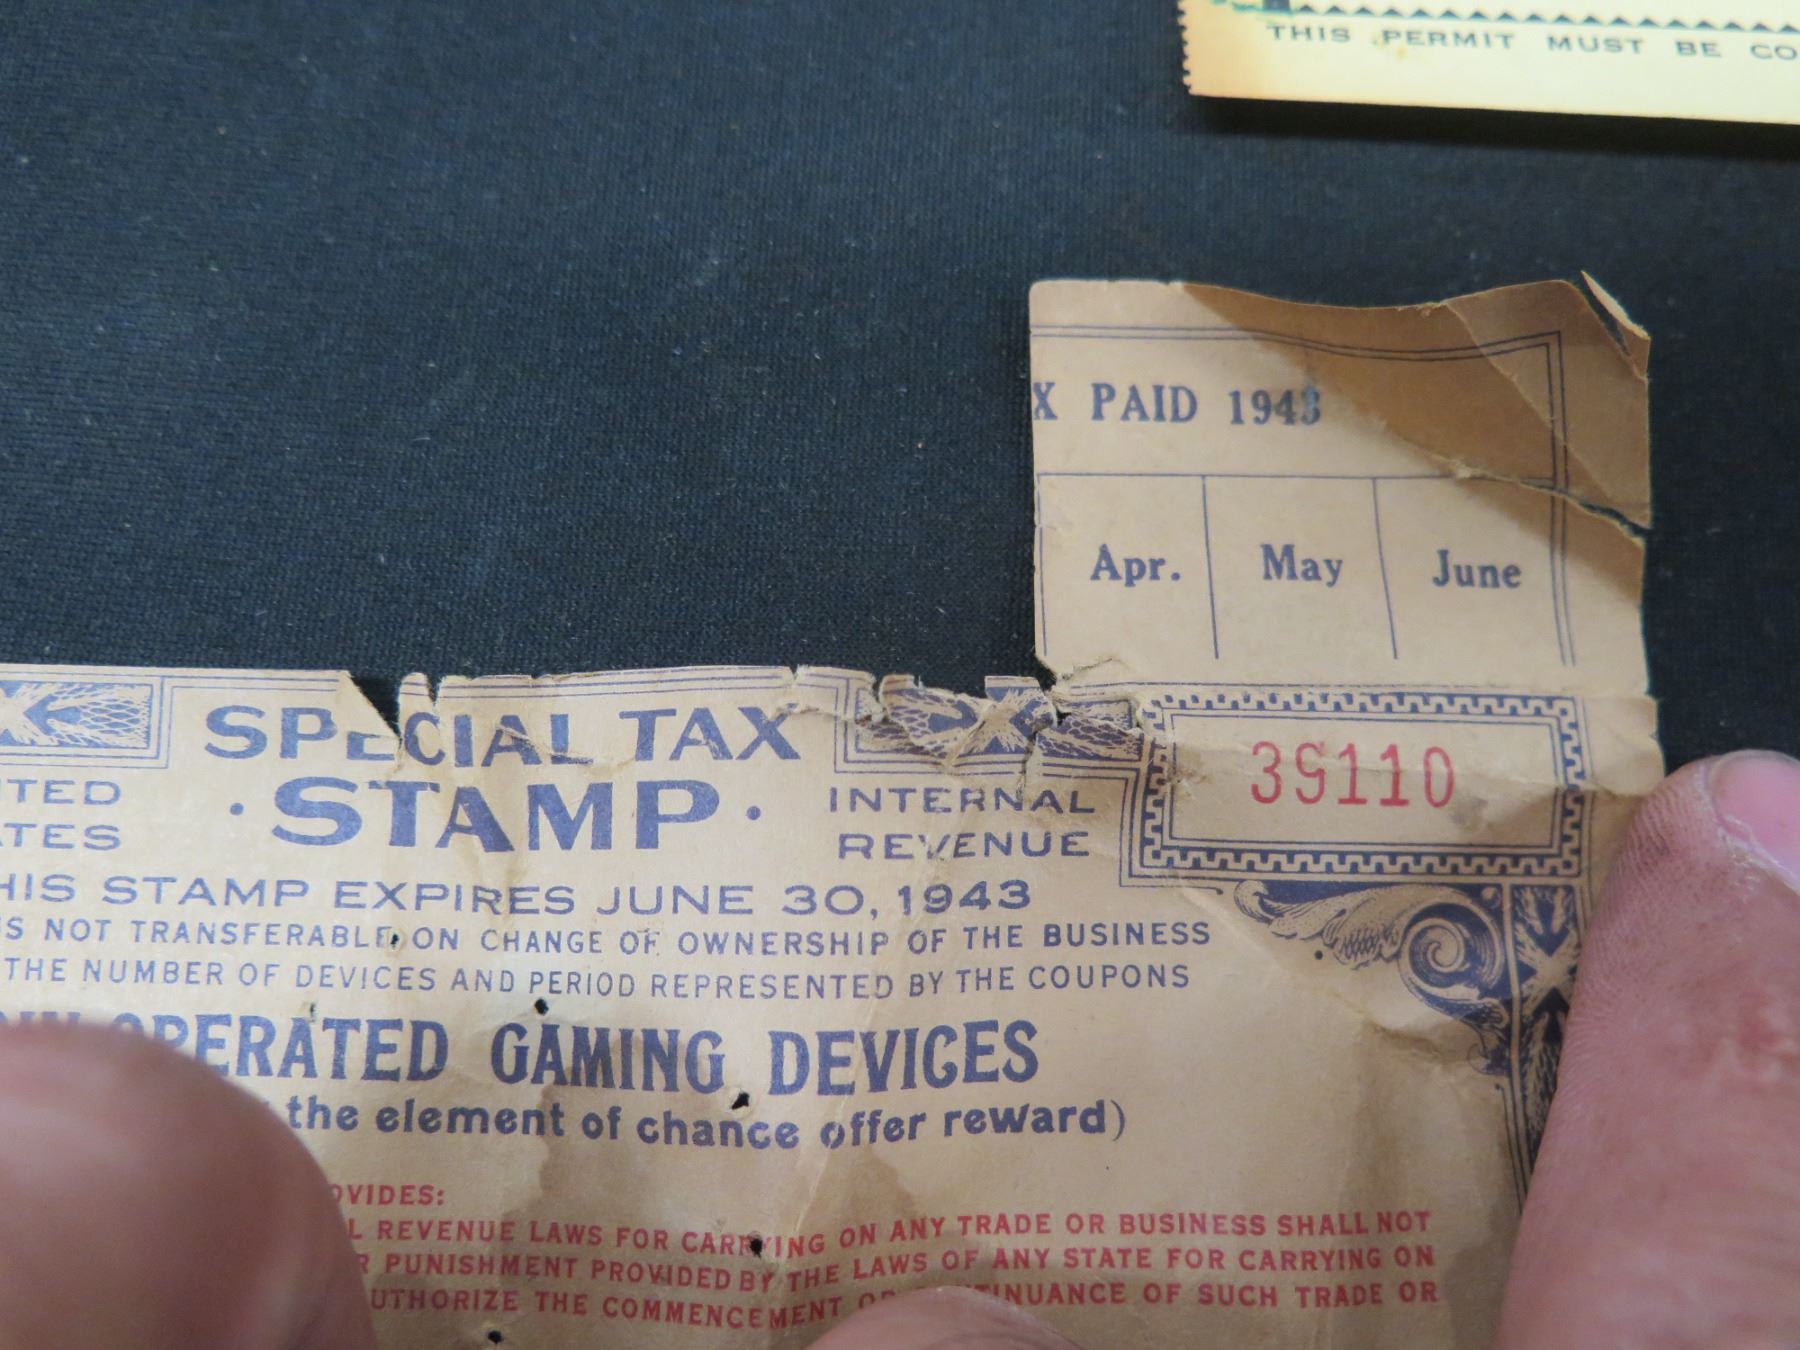 THIS PERMIT MUST BE CO
X PAID 1943
Apr. May June
SPECIAL TAX
· STAMP ·
ITED
ATES
INTERNAL
REVENUE
39110
HIS STAMP EXPIRES JUNE 30, 1943
IS NOT TRANSFERABLE ON CHANGE OF OWNERSHIP OF THE BUSINESS
THE NUMBER OF DEVICES AND PERIOD REPRESENTED BY THE COUPONS
OPERATED GAMING DEVICES
the element of chance offer reward)
OVIDES:
L REVENUE LAWS FOR CARRYING ON ANY TRADE OR BUSINESS SHALL NOT
R PUNISHMENT PROVIDED BY THE LAWS OF ANY STATE FOR CARRYING ON
UTHORIZE THE COMMENCEMENT OR CONTINUANCE OF SUCH TRADE OR